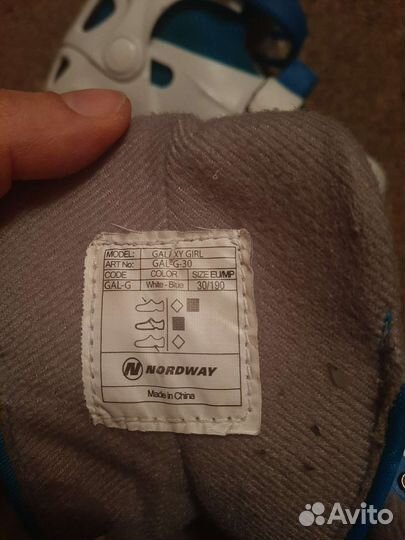 MODEL: GALAXY GIRL
ART No: GAL-G-30
CODE COLOR SIZE EU/MP
GAL-G White - Blue 30/190
NORDWAY
Made in China
Avito